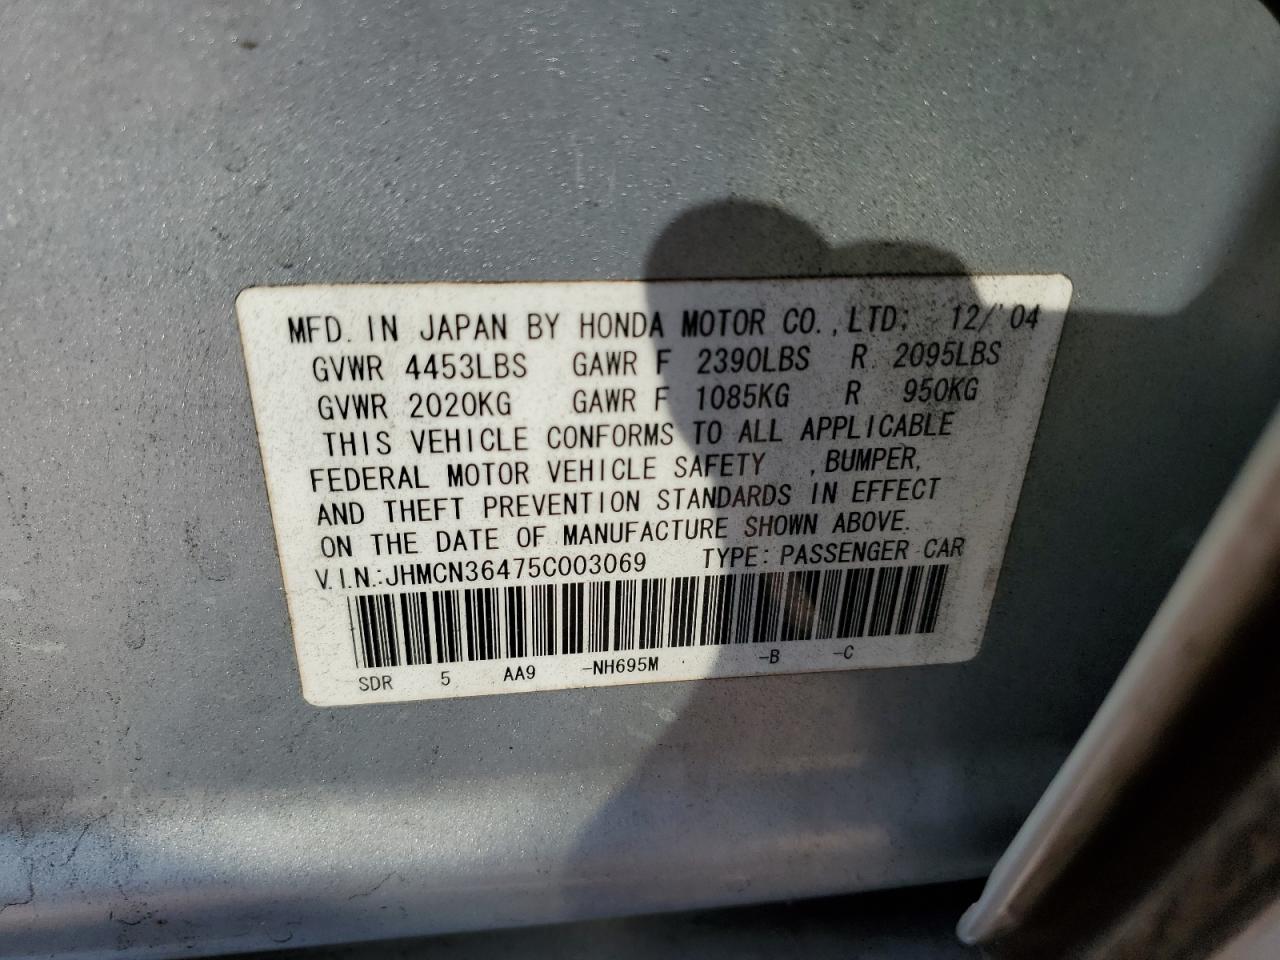 MFD. IN JAPAN BY HONDA MOTOR CO., LTD. 12/'04
GVWR 4453LBS GAWR F 2390LBS R 2095LBS
GVWR 2020KG GAWR F 1085KG R 950KG
THIS VEHICLE CONFORMS TO ALL APPLICABLE
FEDERAL MOTOR VEHICLE SAFETY , BUMPER,
AND THEFT PREVENTION STANDARDS IN EFFECT
ON THE DATE OF MANUFACTURE SHOWN ABOVE.
V.I.N.:JHMCN36475C003069 TYPE: PASSENGER CAR
SDR 5 AA9 -NH695M -B -C